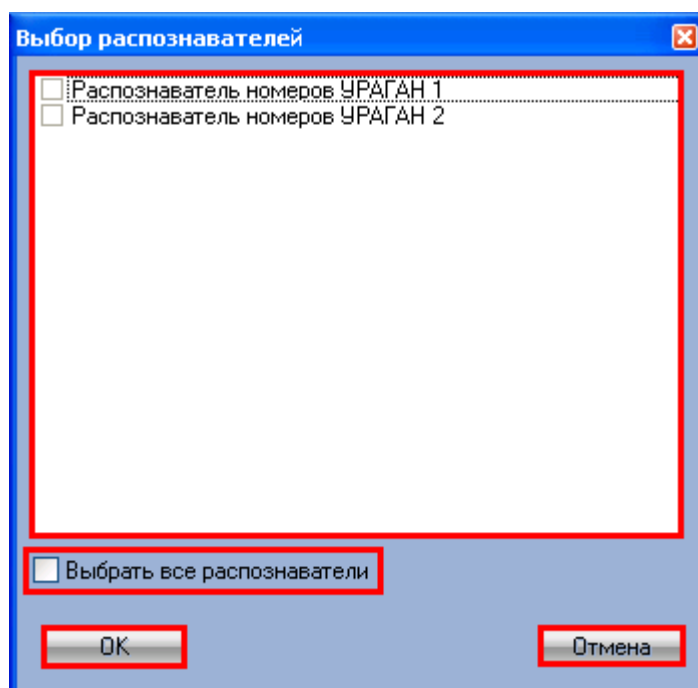 Выбор распознавателей
Распознаватель номеров УРАГАН 1
Распознаватель номеров УРАГАН 2
Выбрать все распознаватели
OK
Отмена